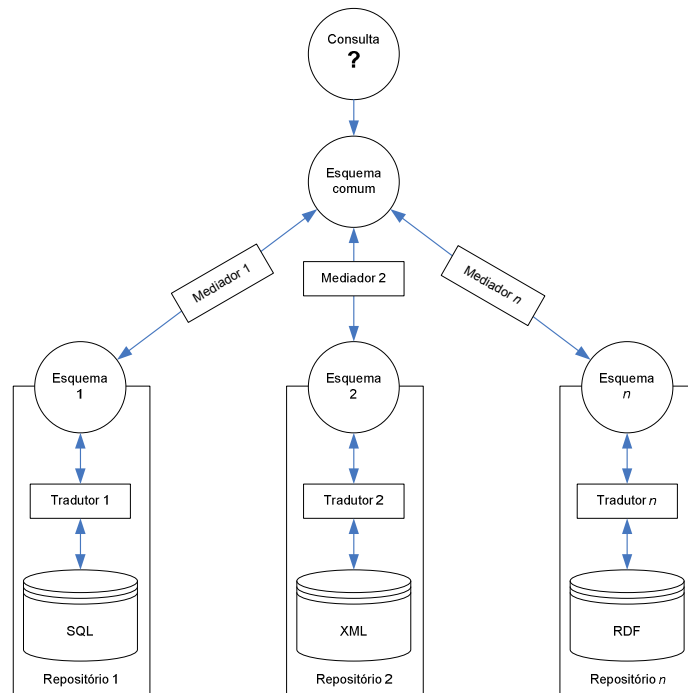 Consulta
?
Esquema
comum
Mediador 1
Mediador 2
Mediador n
Esquema
1
Esquema
2
Esquema
n
Tradutor 1
Tradutor 2
Tradutor n
SQL
XML
RDF
Repositório 1
Repositório 2
Repositório n